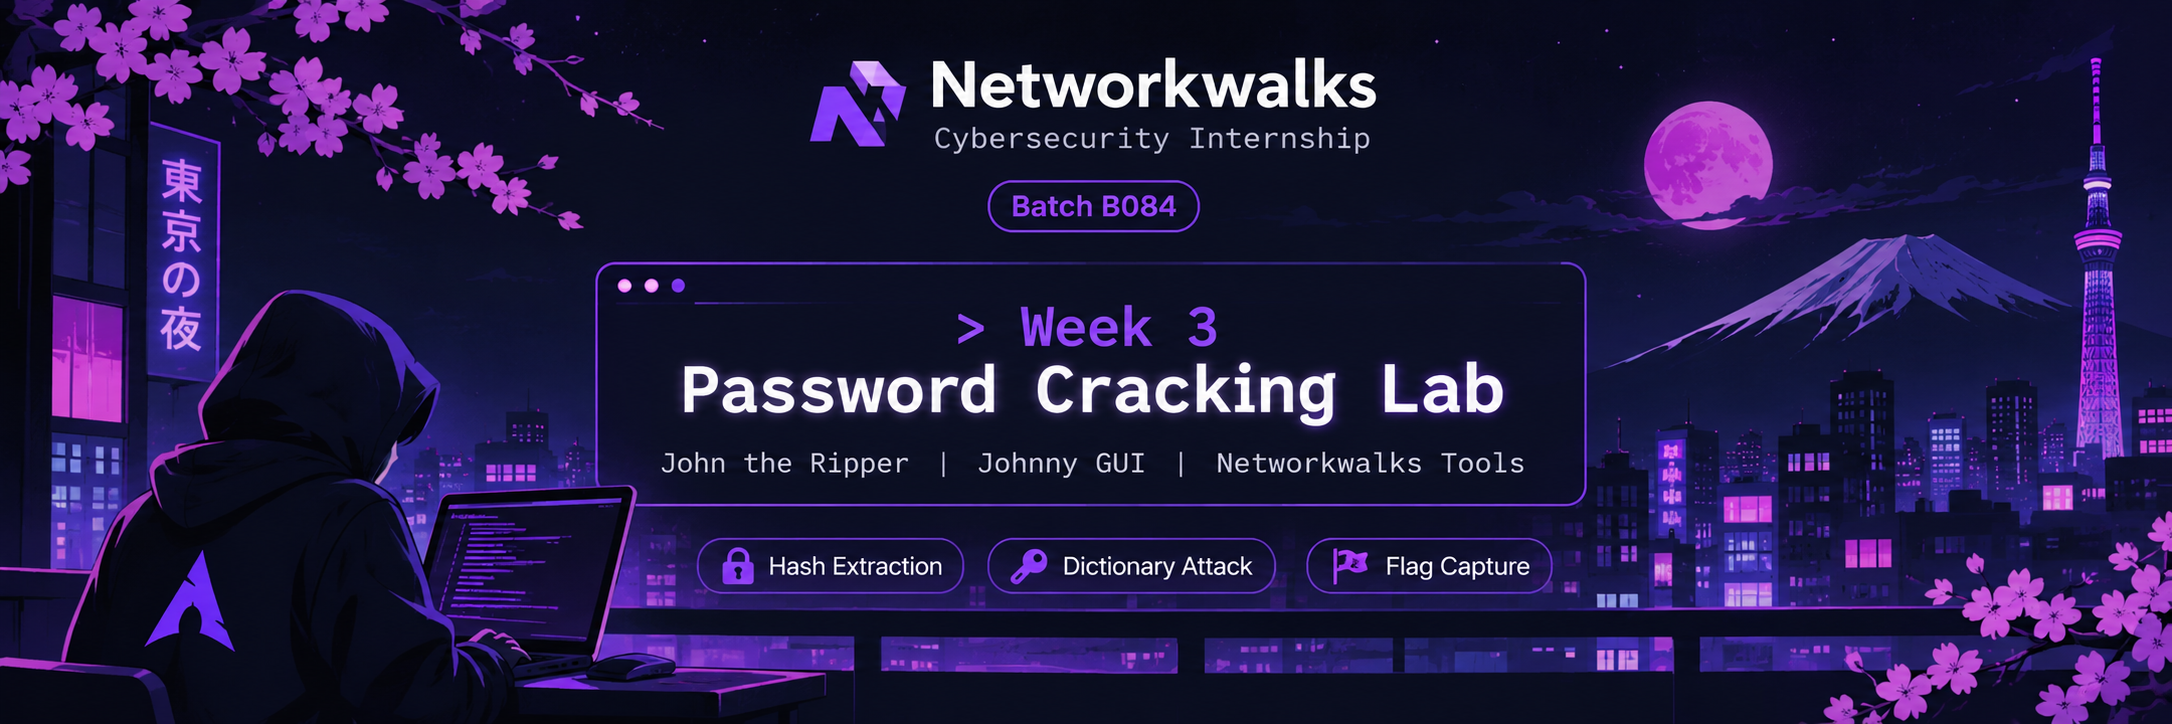 Networkwalks
Cybersecurity Internship
Batch B084
東京の夜
> Week 3
Password Cracking Lab
John the Ripper | Johnny GUI | Networkwalks Tools
Hash Extraction
Dictionary Attack
Flag Capture